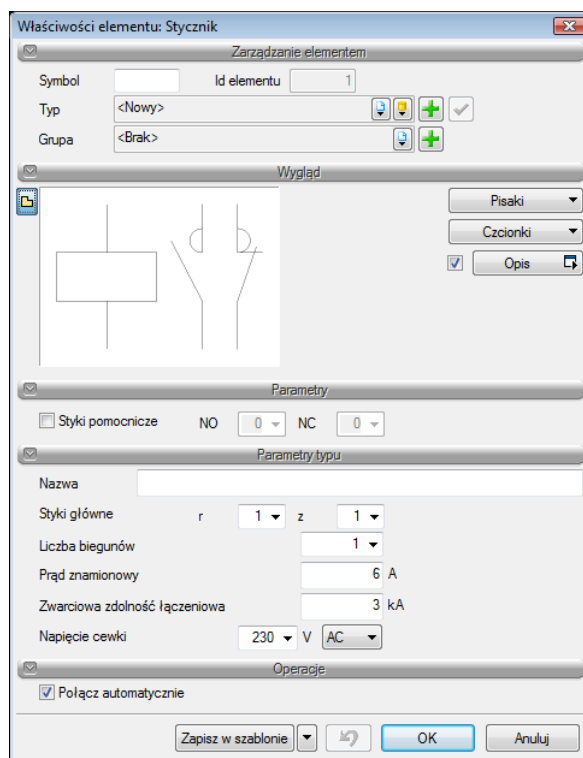 Właściwości elementu: Stycznik
Zarządzanie elementem
Symbol Id elementu 1
Typ <Nowy>
Grupa <Brak>
Wygląd
Pisaki
Czcionki
Opis
Parametry
Styki pomocnicze NO 0 NC 0
Parametry typu
Nazwa
Styki główne r 1 z 1
Liczba biegunów 1
Prąd znamionowy 6 A
Zwarciowa zdolność łączeniowa 3 kA
Napięcie cewki 230 V AC
Operacje
Połącz automatycznie
Zapisz w szablonie OK Anuluj